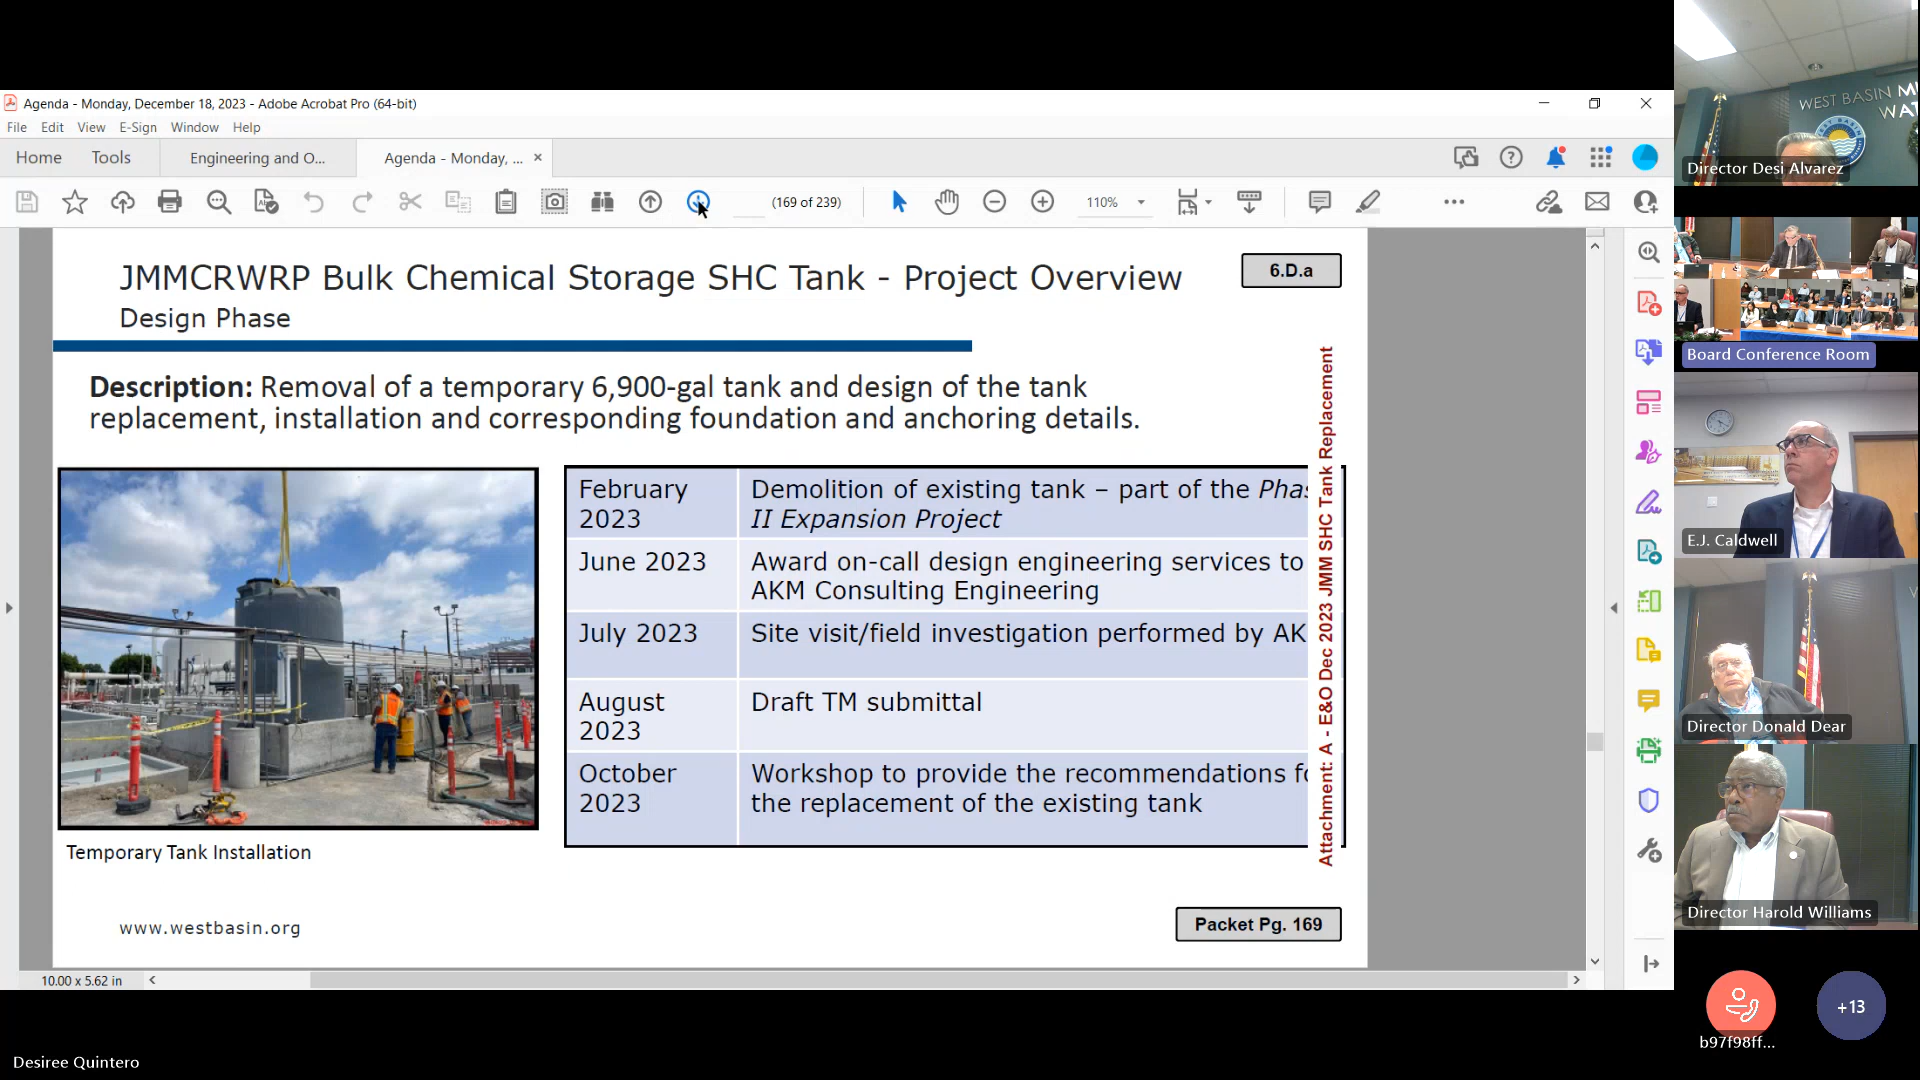 Agenda - Monday, December 18, 2023 - Adobe Acrobat Pro (64-bit)
File Edit View E-Sign Window Help
Home Tools Engineering and O... Agenda - Monday, ...
(169 of 239) 110%
JMMCRWRP Bulk Chemical Storage SHC Tank - Project Overview
Design Phase
6.D.a
Description: Removal of a temporary 6,900-gal tank and design of the tank
replacement, installation and corresponding foundation and anchoring details.
February
2023
Demolition of existing tank – part of the Phas
II Expansion Project
June 2023
Award on-call design engineering services to
AKM Consulting Engineering
July 2023
Site visit/field investigation performed by AK
August
2023
Draft TM submittal
October
2023
Workshop to provide the recommendations fo
the replacement of the existing tank
Attachment: A - E&O Dec 2023 JMM SHC Tank Replacement
Temporary Tank Installation
www.westbasin.org
Packet Pg. 169
10.00 x 5.62 in
Desiree Quintero
WEST BASIN M
WAT
Director Desi Alvarez
Board Conference Room
E.J. Caldwell
Director Donald Dear
Director Harold Williams
b97f98ff...
+13